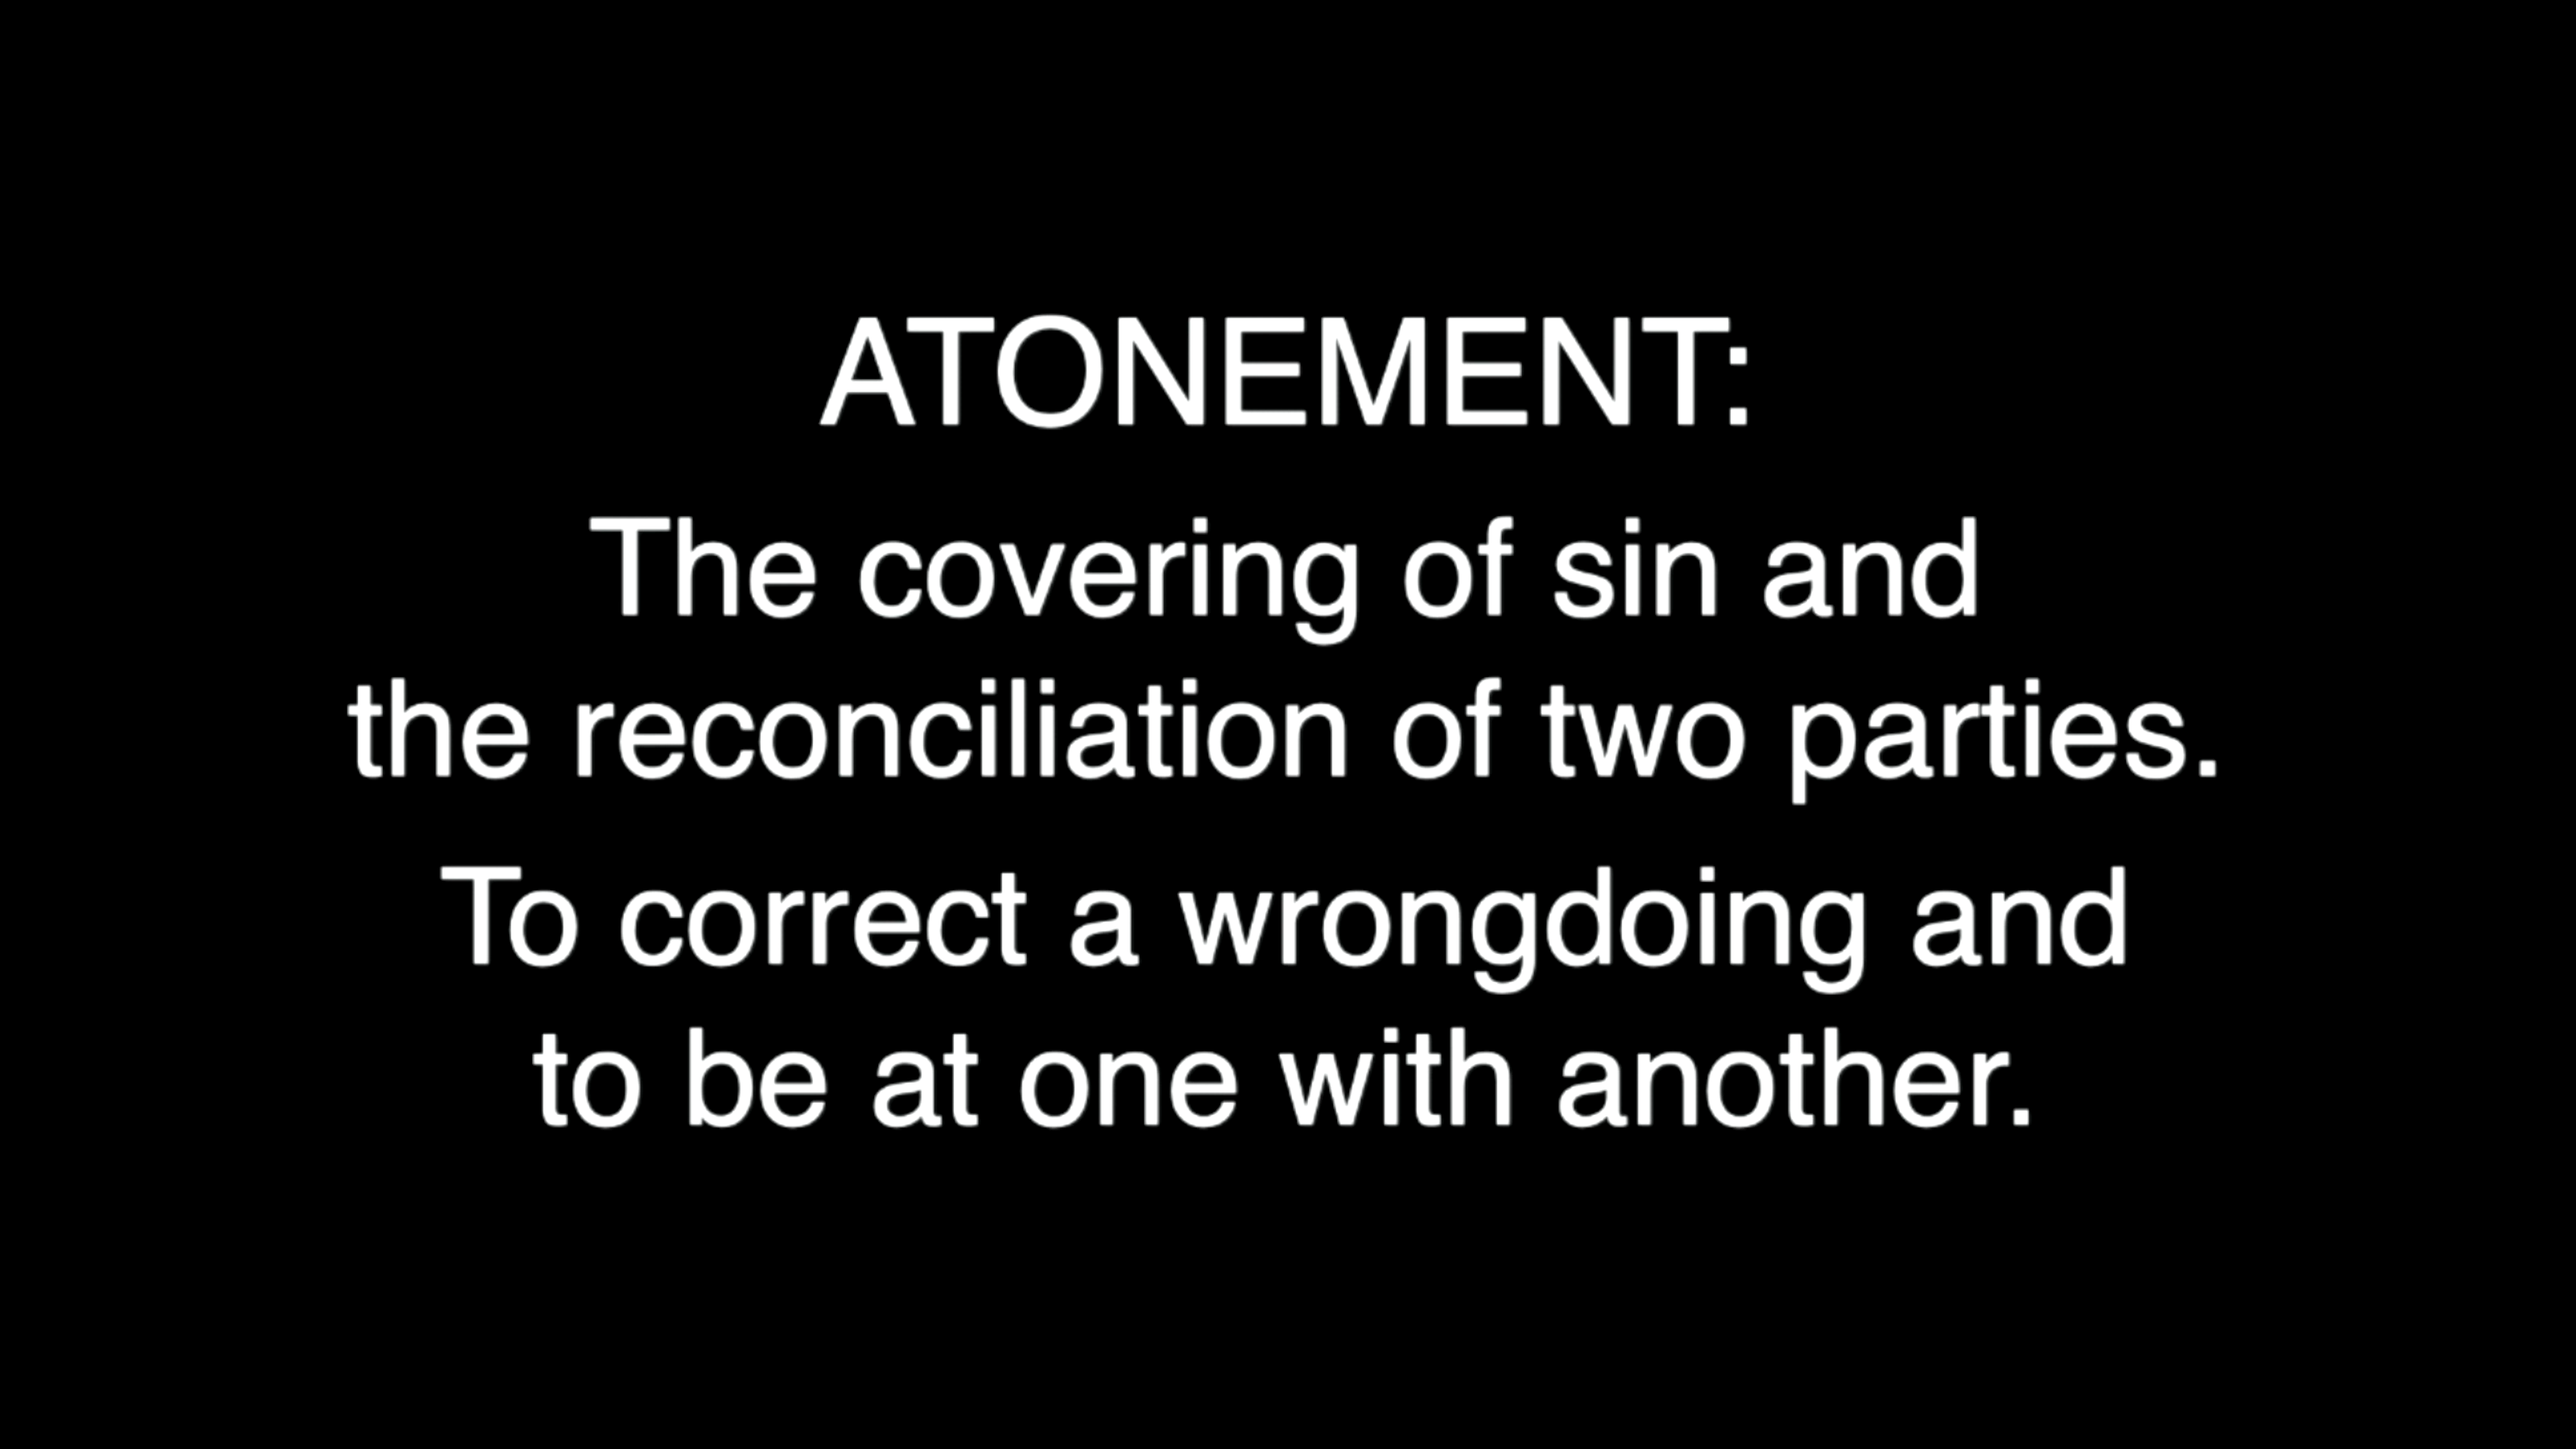 ATONEMENT:
The covering of sin and
the reconciliation of two parties.
To correct a wrongdoing and
to be at one with another.